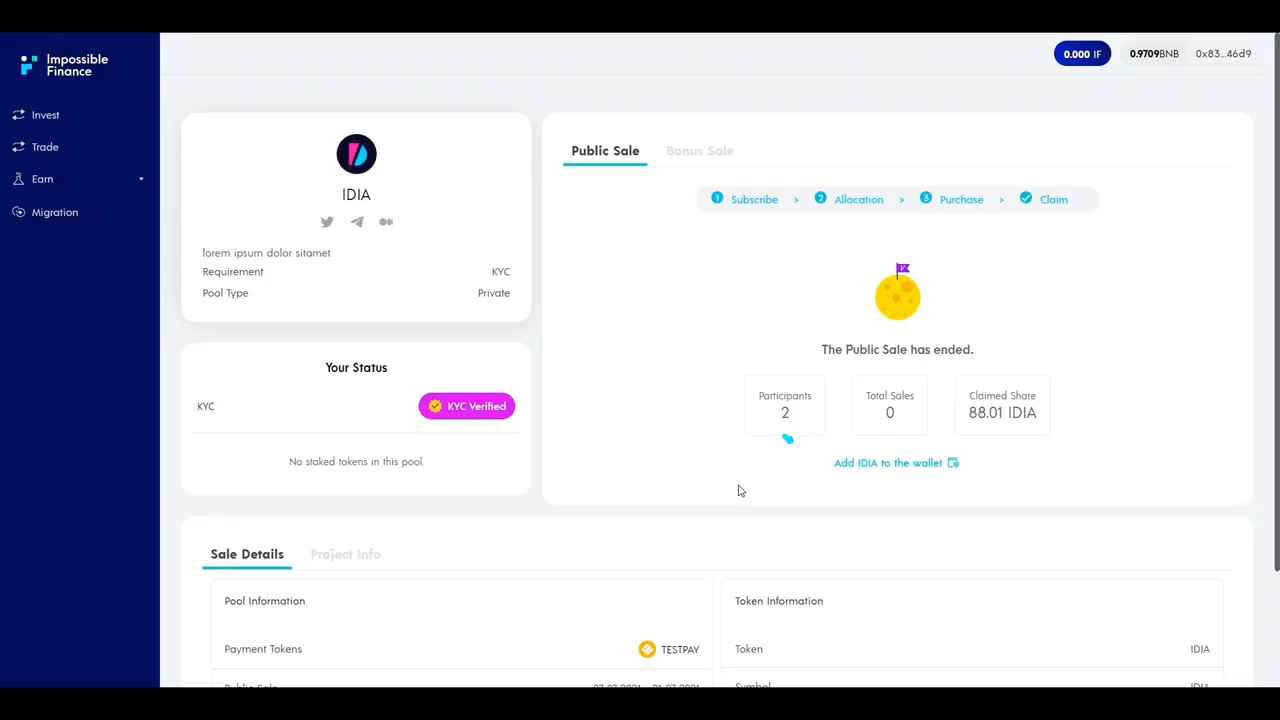 Impossible
Finance
Invest
Trade
Earn
Migration
0.000 IF
0.9709BNB
0x83...46d9
IDIA
lorem ipsum dolor sitamet
Requirement KYC
Pool Type Private
Your Status
KYC KYC Verified
No staked tokens in this pool.
Public Sale Bonus Sale
1 Subscribe > 2 Allocation > 3 Purchase > Claim
The Public Sale has ended.
Participants Total Sales Claimed Share
2 0 88.01 IDIA
Add IDIA to the wallet
Sale Details Project Info
Pool Information
Payment Tokens TESTPAY
Public Sale
Token Information
Token IDIA
Symbol IDIA